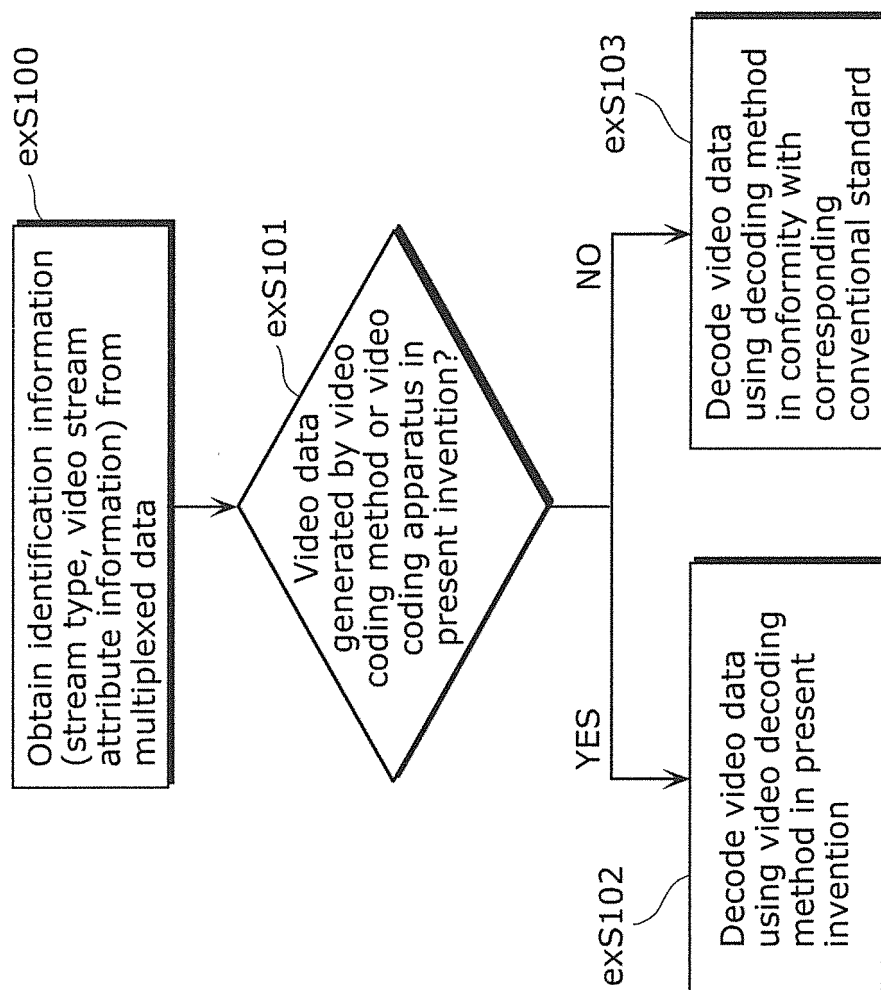 exS100
Obtain identification information
(stream type, video stream
attribute information) from
multiplexed data
exS101
Video data
generated by video
coding method or video
coding apparatus in
present invention?
YES
NO
exS102
Decode video data
using video decoding
method in present
invention
exS103
Decode video data
using decoding method
in conformity with
corresponding
conventional standard